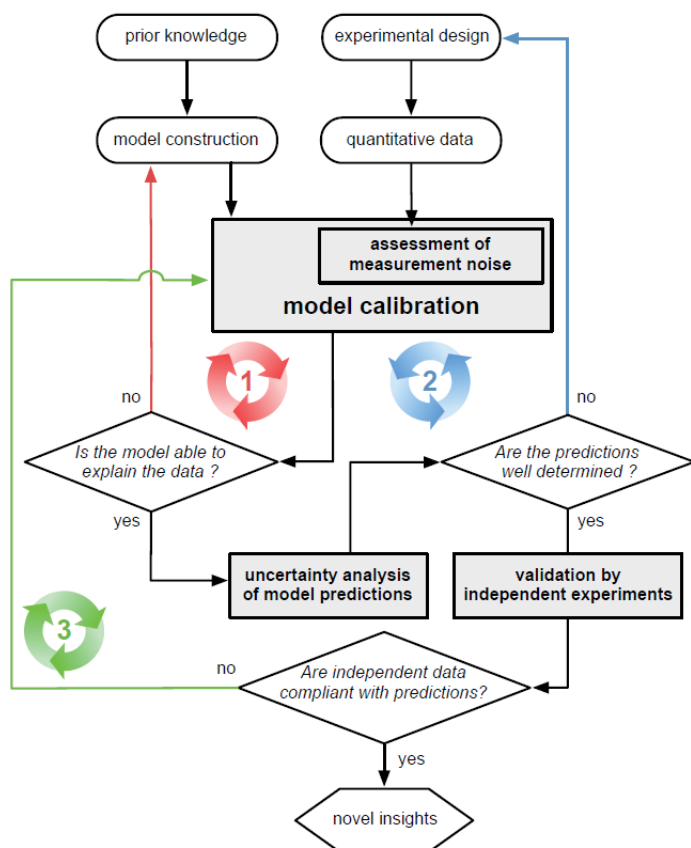 prior knowledge
experimental design
model construction
quantitative data
assessment of
measurement noise
model calibration
1
2
no
no
Is the model able to
explain the data ?
Are the predictions
well determined ?
yes
yes
uncertainty analysis
of model predictions
validation by
independent experiments
3
no
Are independent data
compliant with predictions?
yes
novel insights